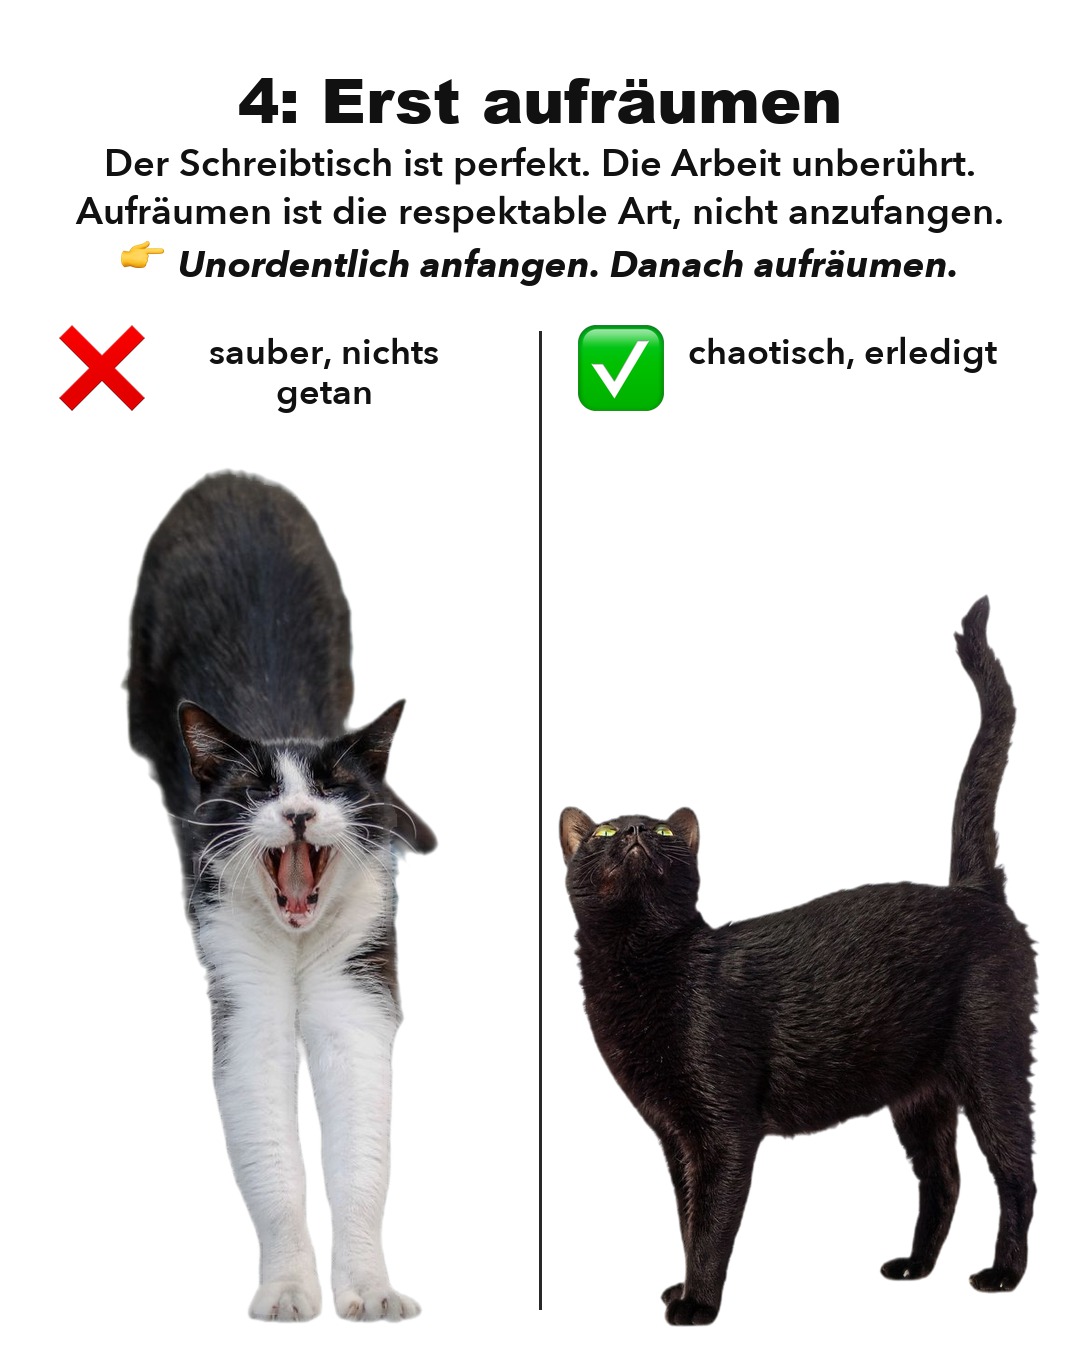 4: Erst aufräumen
Der Schreibtisch ist perfekt. Die Arbeit unberührt.
Aufräumen ist die respektable Art, nicht anzufangen.
👉 Unordentlich anfangen. Danach aufräumen.
❌ sauber, nichts
getan
✅ chaotisch, erledigt